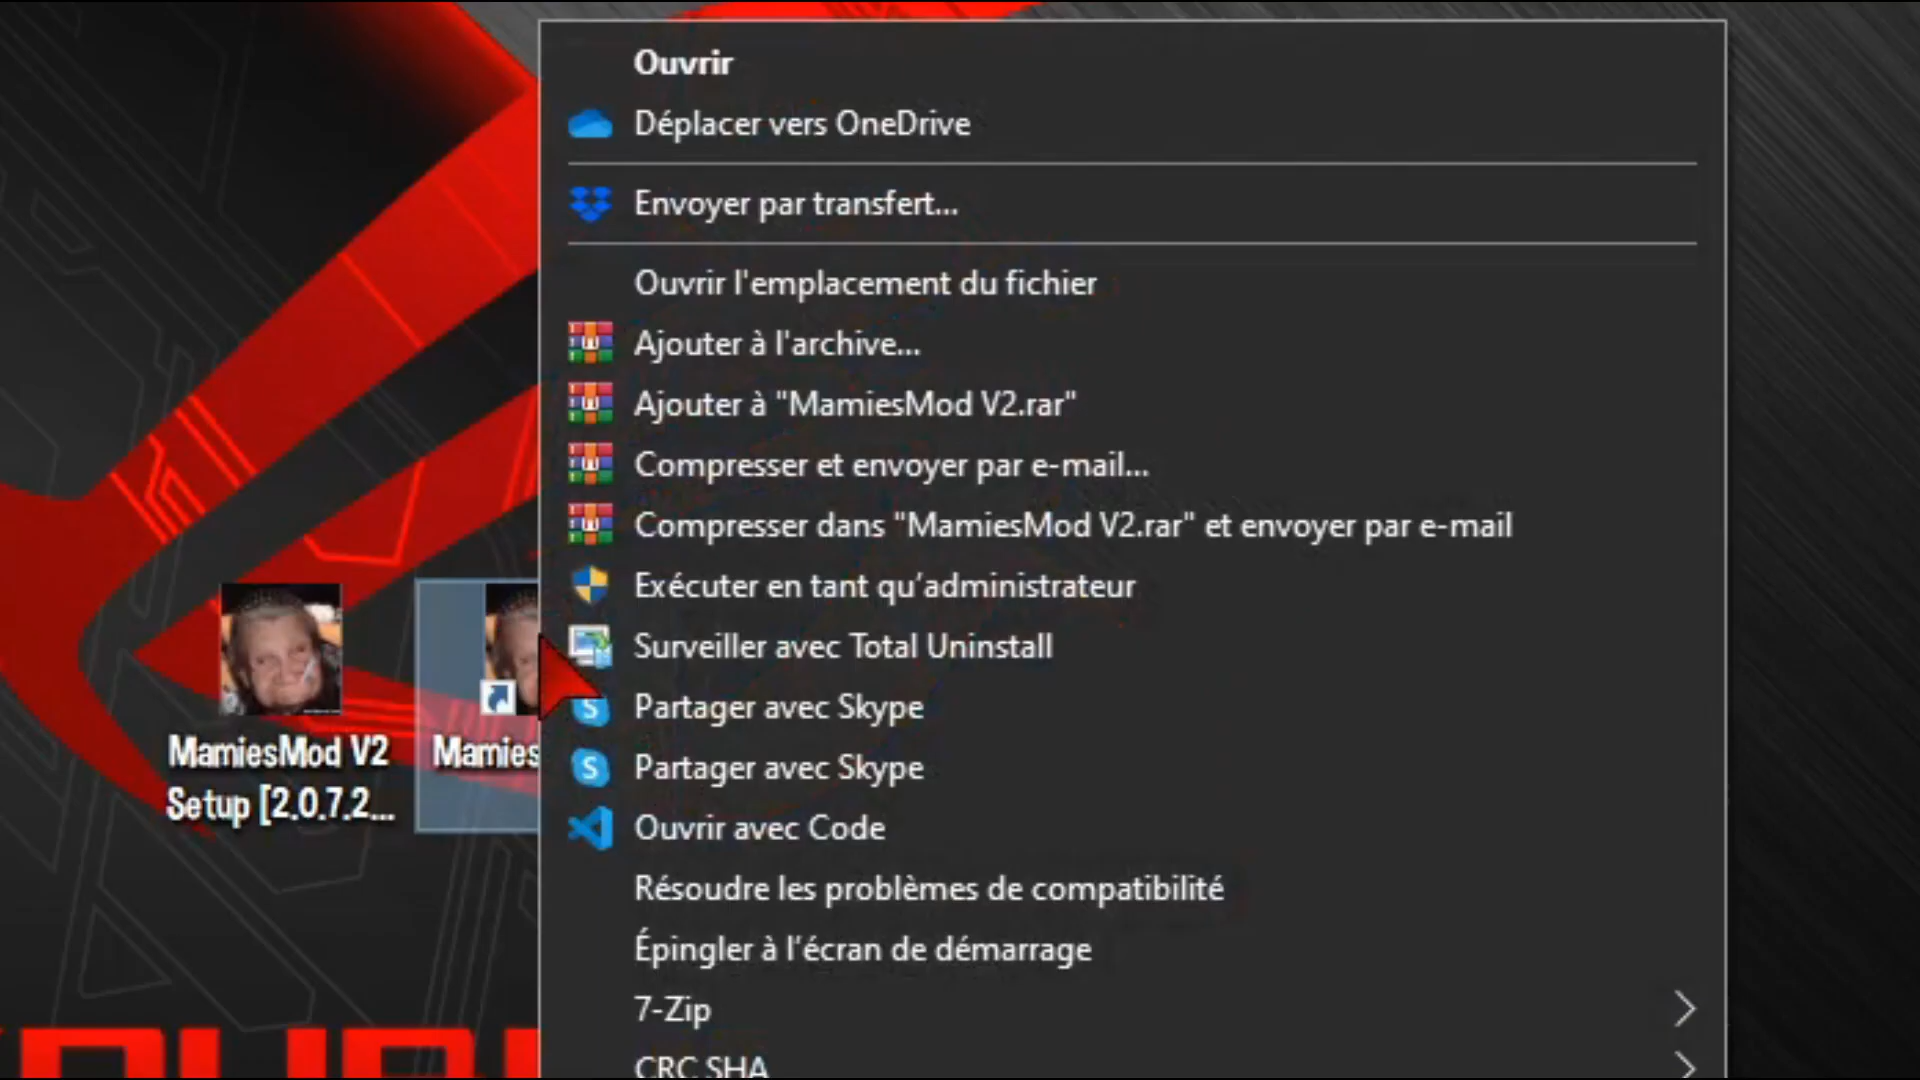 Ouvrir
Déplacer vers OneDrive
Envoyer par transfert...
Ouvrir l'emplacement du fichier
Ajouter à l'archive...
Ajouter à "MamiesMod V2.rar"
Compresser et envoyer par e-mail...
Compresser dans "MamiesMod V2.rar" et envoyer par e-mail
Exécuter en tant qu’administrateur
Surveiller avec Total Uninstall
Partager avec Skype
Partager avec Skype
Ouvrir avec Code
Résoudre les problèmes de compatibilité
Épingler à l’écran de démarrage
7-Zip
CRC SHA
MamiesMod V2
Setup [2.0.7.2...
Mamies